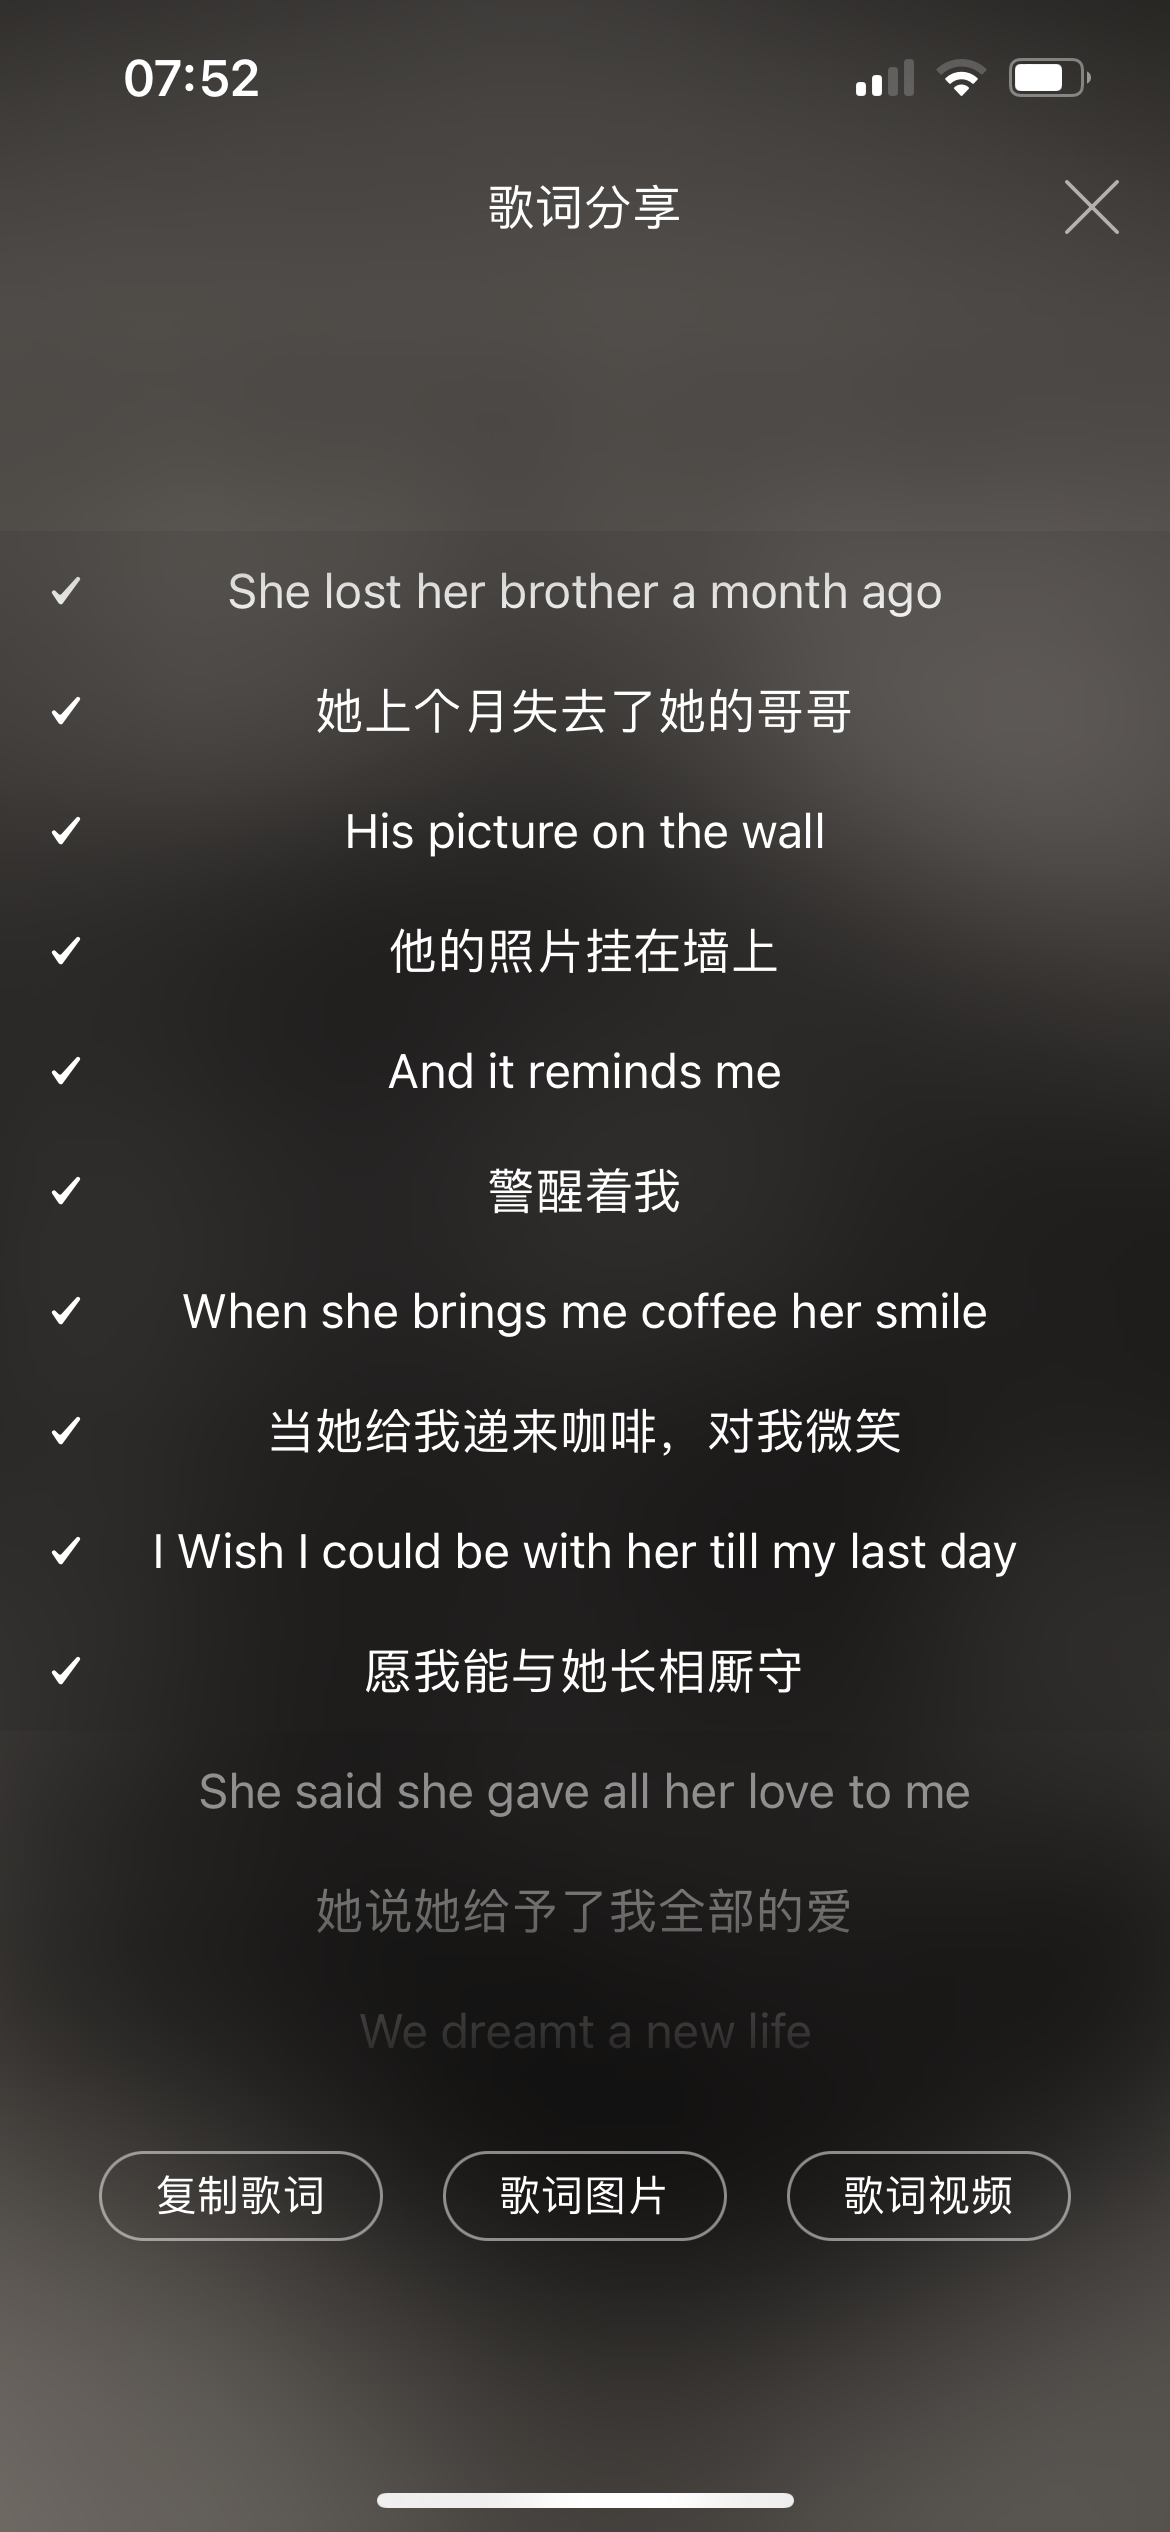 07:52
歌词分享
She lost her brother a month ago
她上个月失去了她的哥哥
His picture on the wall
他的照片挂在墙上
And it reminds me
警醒着我
When she brings me coffee her smile
当她给我递来咖啡，对我微笑
I Wish I could be with her till my last day
愿我能与她长相厮守
She said she gave all her love to me
她说她给予了我全部的爱
We dreamt a new life
复制歌词 歌词图片 歌词视频